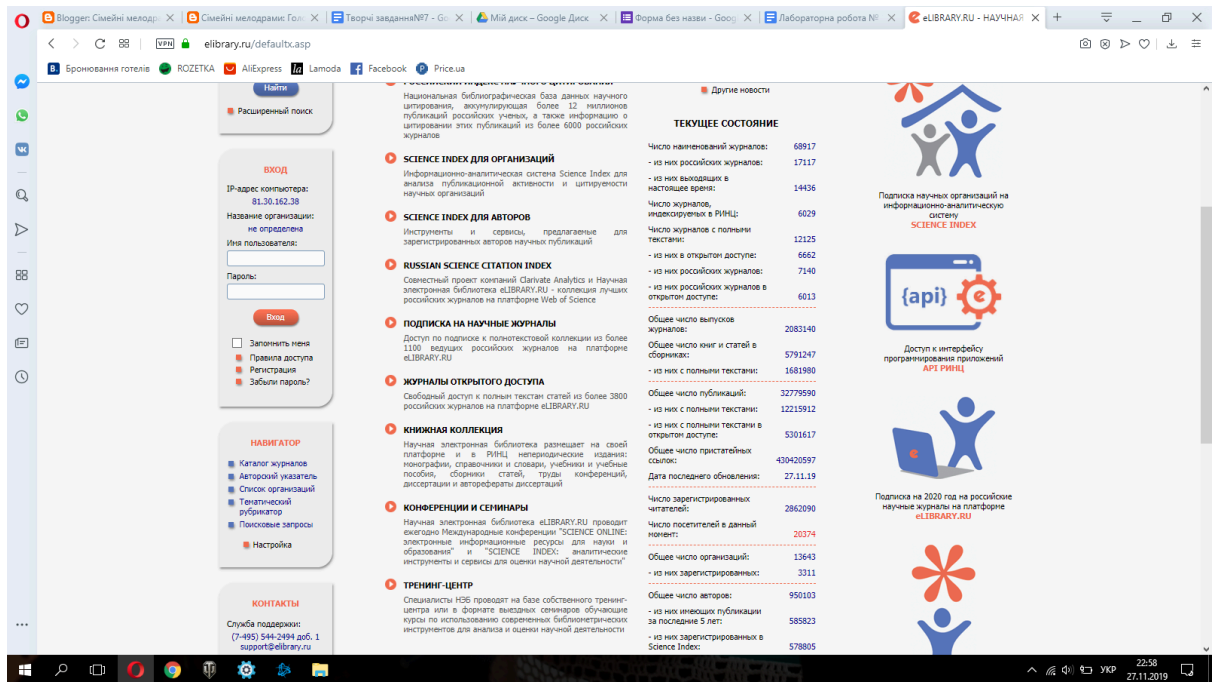 Blogger: Сімейні мелодр
Сімейні мелодрами: Голо
Творчі завдання№7 - Go
Мій диск – Google Диск
Форма без назви - Goog
Лабораторна робота №
eLIBRARY.RU - НАУЧНАЯ
VPN
elibrary.ru/defaultx.asp
B. Бронювання готелів
ROZETKA
AliExpress
la Lamoda
Facebook
Price.ua
Найти
Расширенный поиск
ВХОД
IP-адрес компьютера:
81.30.162.38
Название организации:
не определена
Имя пользователя:
Пароль:
Вход
Запомнить меня
Правила доступа
Регистрация
Забыли пароль?
НАВИГАТОР
Каталог журналов
Авторский указатель
Список организаций
Тематический
рубрикатор
Поисковые запросы
Настройка
КОНТАКТЫ
Служба поддержки:
(7-495) 544-2494 доб. 1
support@elibrary.ru
Национальная библиографическая база данных научного
цитирования, аккумулирующая более 12 миллионов
публикаций российских ученых, а также информацию о
цитировании этих публикаций из более 6000 российских
журналов
SCIENCE INDEX ДЛЯ ОРГАНИЗАЦИЙ
Информационно-аналитическая система Science Index для
анализа публикационной активности и цитируемости
научных организаций
SCIENCE INDEX ДЛЯ АВТОРОВ
Инструменты и сервисы, предлагаемые для
зарегистрированных авторов научных публикаций
RUSSIAN SCIENCE CITATION INDEX
Совместный проект компаний Clarivate Analytics и Научная
электронная библиотека eLIBRARY.RU - коллекция лучших
российских журналов на платформе Web of Science
ПОДПИСКА НА НАУЧНЫЕ ЖУРНАЛЫ
Доступ по подписке к полнотекстовой коллекции из более
1100 ведущих российских журналов на платформе
eLIBRARY.RU
ЖУРНАЛЫ ОТКРЫТОГО ДОСТУПА
Свободный доступ к полным текстам статей из более 3800
российских журналов на платформе eLIBRARY.RU
КНИЖНАЯ КОЛЛЕКЦИЯ
Научная электронная библиотека размещает на своей
платформе и в РИНЦ непериодические издания:
монографии, справочники и словари, учебники и учебные
пособия, сборники статей, труды конференций,
диссертации и авторефераты диссертаций
КОНФЕРЕНЦИИ И СЕМИНАРЫ
Научная электронная библиотека eLIBRARY.RU проводит
ежегодно Международные конференции "SCIENCE ONLINE:
электронные информационные ресурсы для науки и
образования" и "SCIENCE INDEX: аналитические
инструменты и сервисы для оценки научной деятельности"
ТРЕНИНГ-ЦЕНТР
Специалисты НЭБ проводят на базе собственного тренинг-
центра или в формате выездных семинаров обучающие
курсы по использованию современных библиометрических
инструментов для анализа и оценки научной деятельности
Другие новости
ТЕКУЩЕЕ СОСТОЯНИЕ
Число наименований журналов: 68917
- из них российских журналов: 17117
- из них выходящих в
настоящее время: 14436
Число журналов,
индексируемых в РИНЦ: 6029
Число журналов с полными
текстами: 12125
- из них в открытом доступе: 6662
- из них российских журналов: 7140
- из них российских журналов в
открытом доступе: 6013
Общее число выпусков
журналов: 2083140
Общее число книг и статей в
сборниках: 5791247
- из них с полными текстами: 1681980
Общее число публикаций: 32779590
- из них с полными текстами: 12215912
- из них с полными текстами в
открытом доступе: 5301617
Общее число пристатейных
ссылок: 430420597
Дата последнего обновления: 27.11.19
Число зарегистрированных
читателей: 2862090
Число посетителей в данный
момент: 20374
Общее число организаций: 13643
- из них зарегистрированных: 3311
Общее число авторов: 950103
- из них имеющих публикации
за последние 5 лет: 585823
- из них зарегистрированных в
Science Index: 578805
Подписка научных организаций на
информационно-аналитическую
систему
SCIENCE INDEX
{api} e
Доступ к интерфейсу
программирования приложений
API РИНЦ
e
Подписка на 2020 год на российские
научные журналы на платформе
eLIBRARY.RU
УКР
22:58
27.11.2019